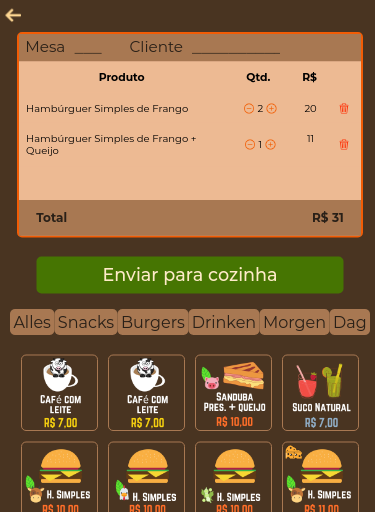 Mesa ____ Cliente ____________
Produto Qtd. R$
Hambúrguer Simples de Frango 2 20
Hambúrguer Simples de Frango +
Queijo 1 11
Total R$ 31
Enviar para cozinha
Alles Snacks Burgers Drinken Morgen Dag
Café com
leite
R$ 7,00
Café com
leite
R$ 7,00
Sanduba
Pres. + queijo
R$ 10,00
Suco Natural
R$ 7,00
H. Simples
R$ 10,00
H. Simples
R$ 10,00
H. Simples
R$ 10,00
H. Simples
R$ 11,00